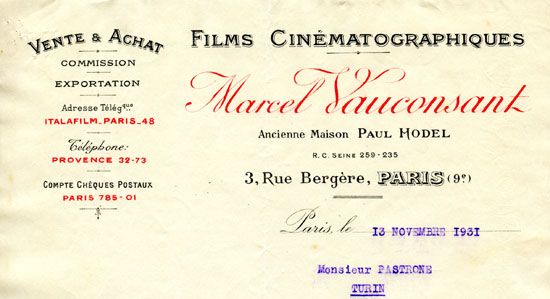 VENTE & ACHAT
COMMISSION
EXPORTATION
Adresse Télégque
ITALAFILM_PARIS_48
Téléphone:
PROVENCE 32-73
COMPTE CHÈQUES POSTAUX
PARIS 785-01
FILMS CINÉMATOGRAPHIQUES
Marcel Vauconsant
Ancienne Maison PAUL HODEL
R.C. SEINE 259-235
3, Rue Bergère, PARIS (9e)
Paris, le 13 NOVEMBRE 1931
Monsieur PASTRONE
TURIN